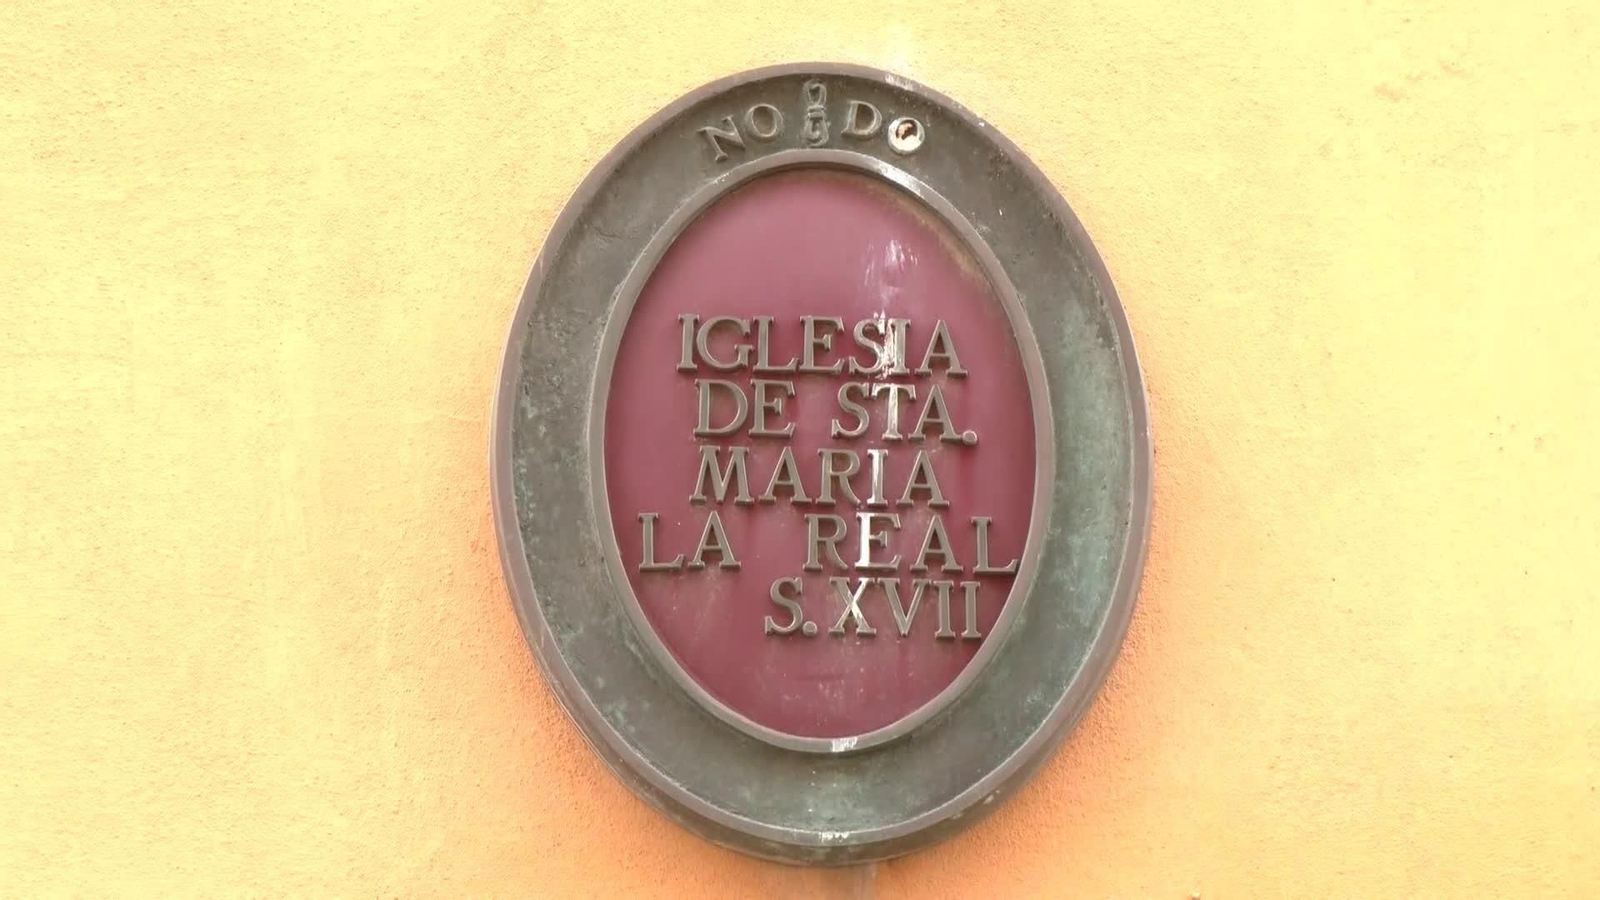 NO8DO
IGLESIA
DE STA.
MARIA
LA REAL
S.XVII